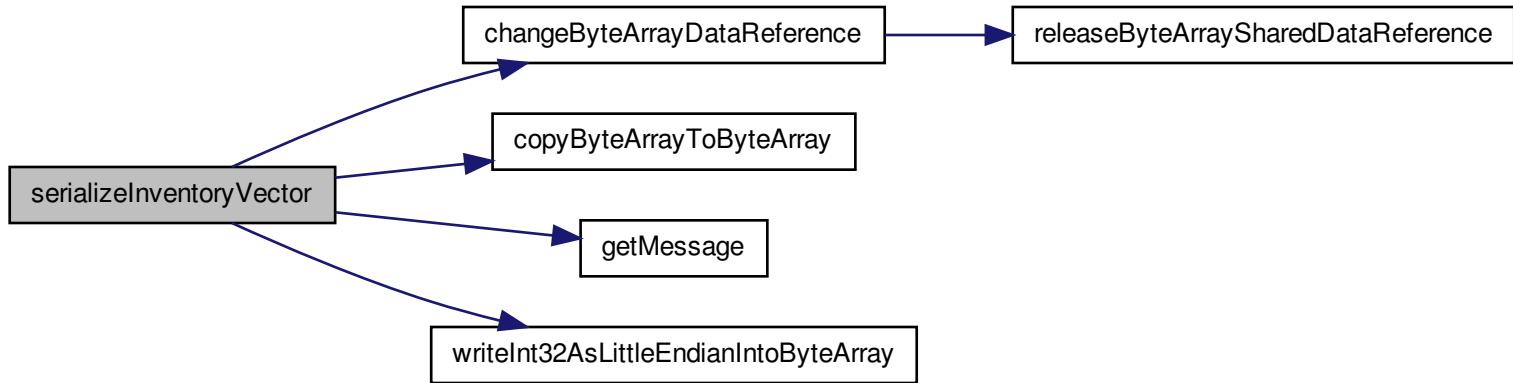 changeByteArrayDataReference
releaseByteArraySharedDataReference
copyByteArrayToByteArray
serializeInventoryVector
getMessage
writeInt32AsLittleEndianIntoByteArray